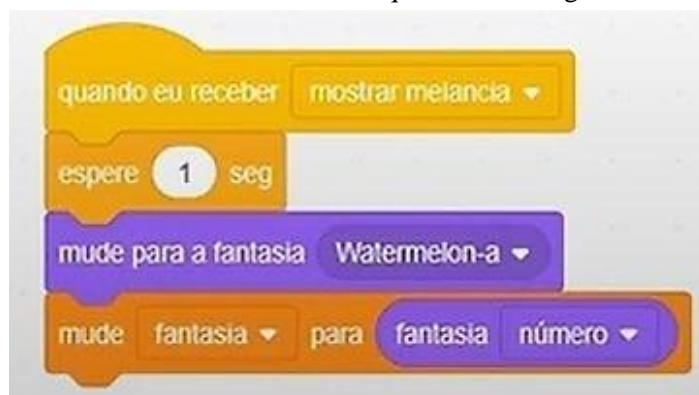 quando eu receber mostrar melancia
espere 1 seg
mude para a fantasia Watermelon-a
mude fantasia para fantasia número